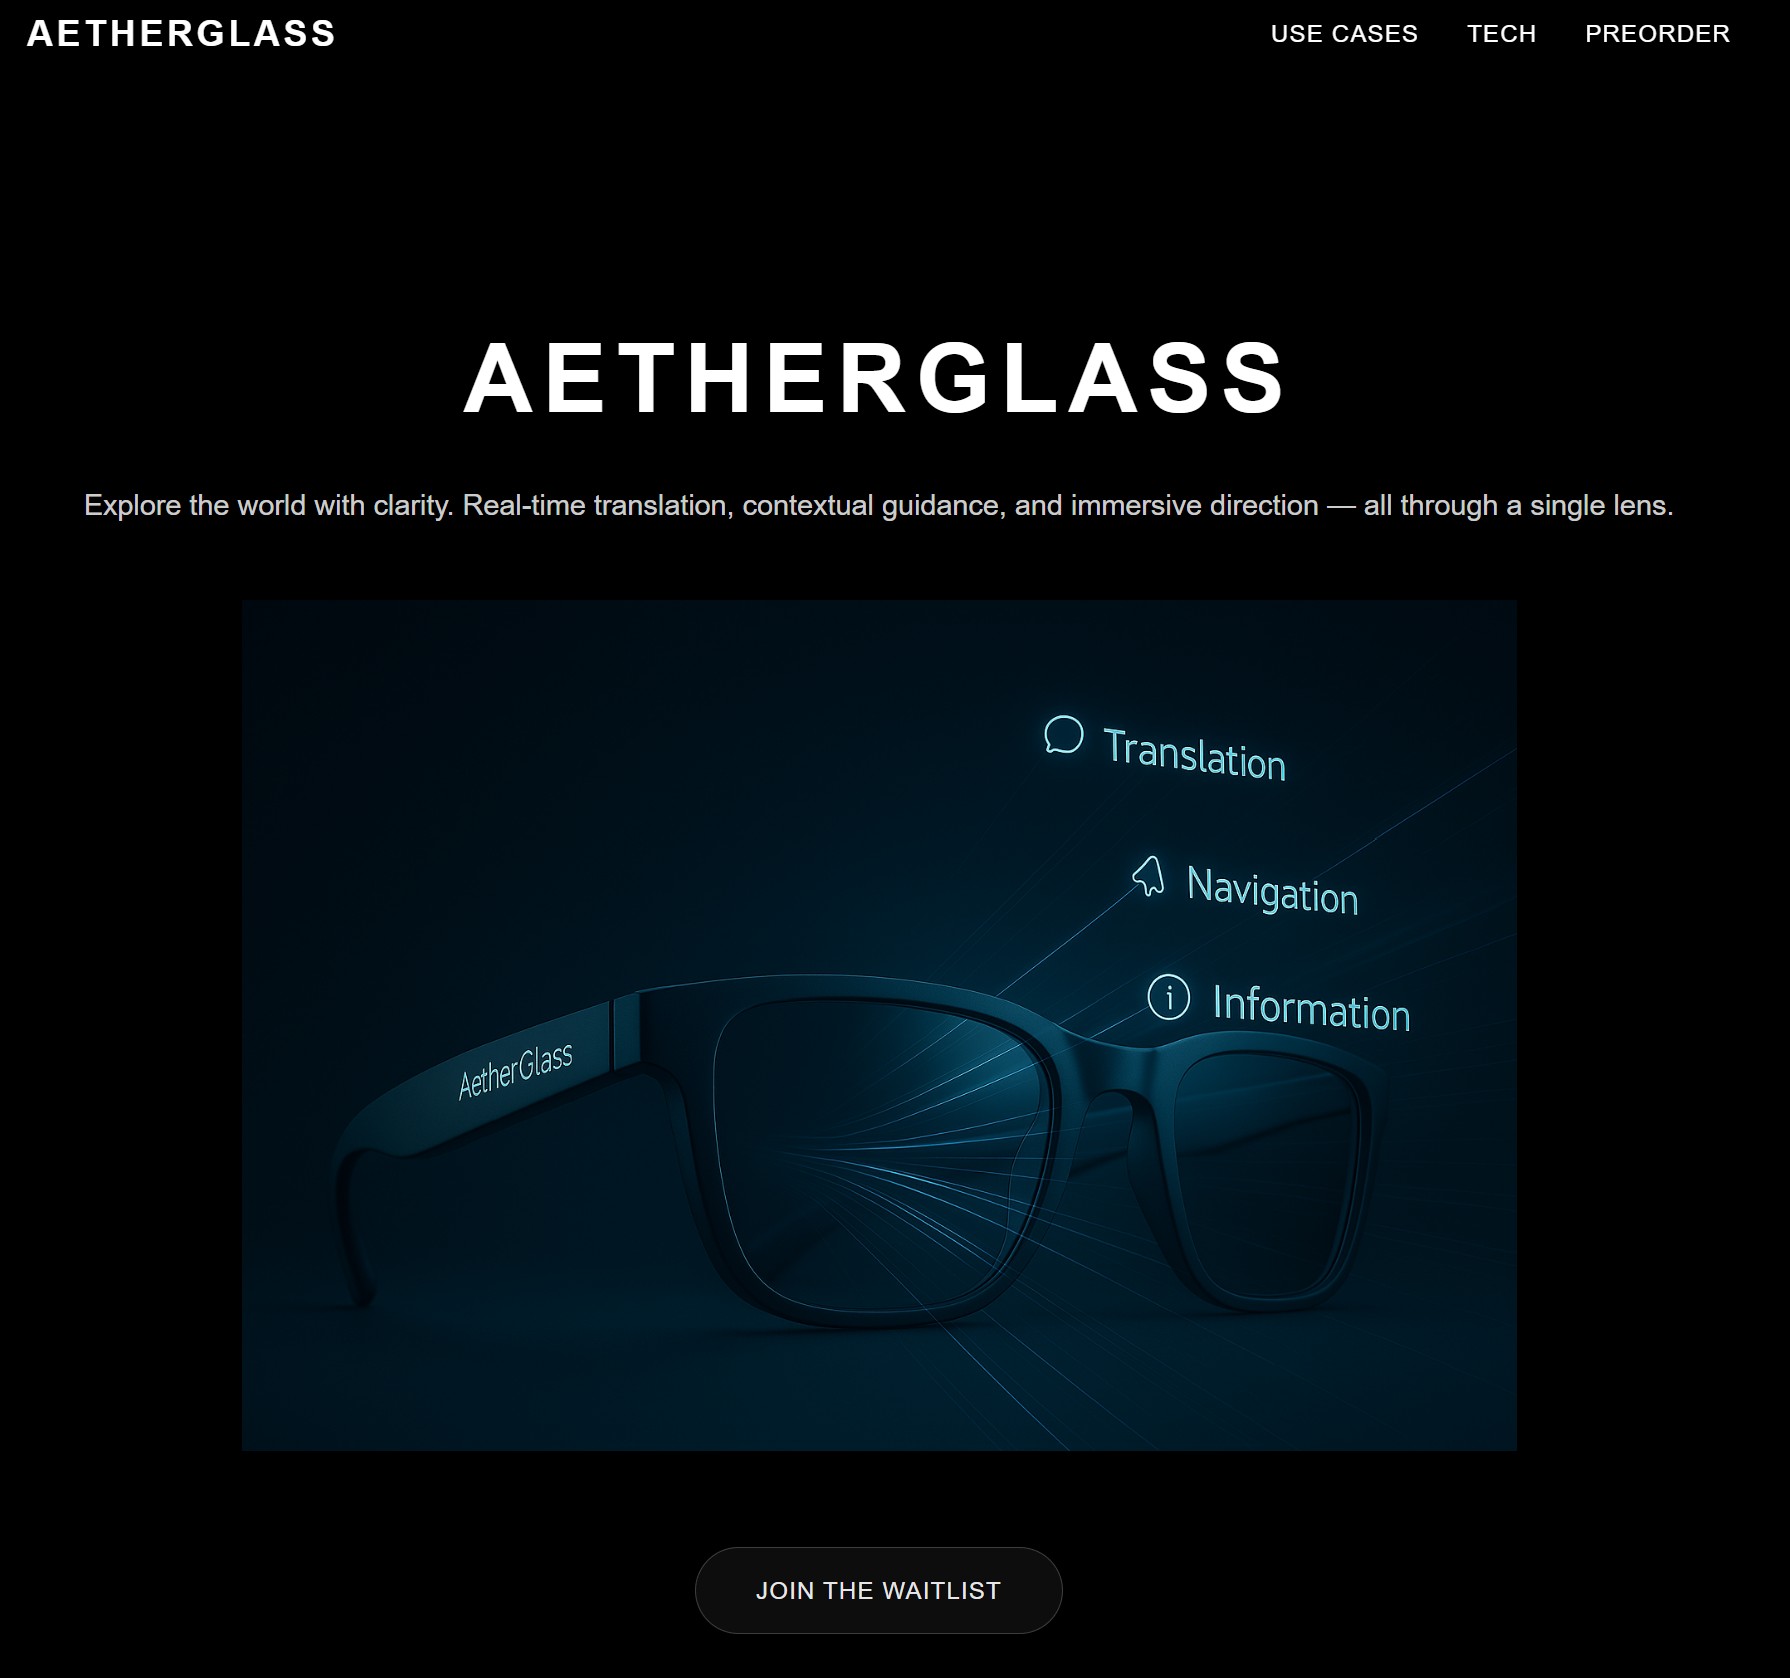 AETHERGLASS
USE CASES TECH PREORDER
AETHERGLASS
Explore the world with clarity. Real-time translation, contextual guidance, and immersive direction — all through a single lens.
Translation
Navigation
i Information
AetherGlass
JOIN THE WAITLIST